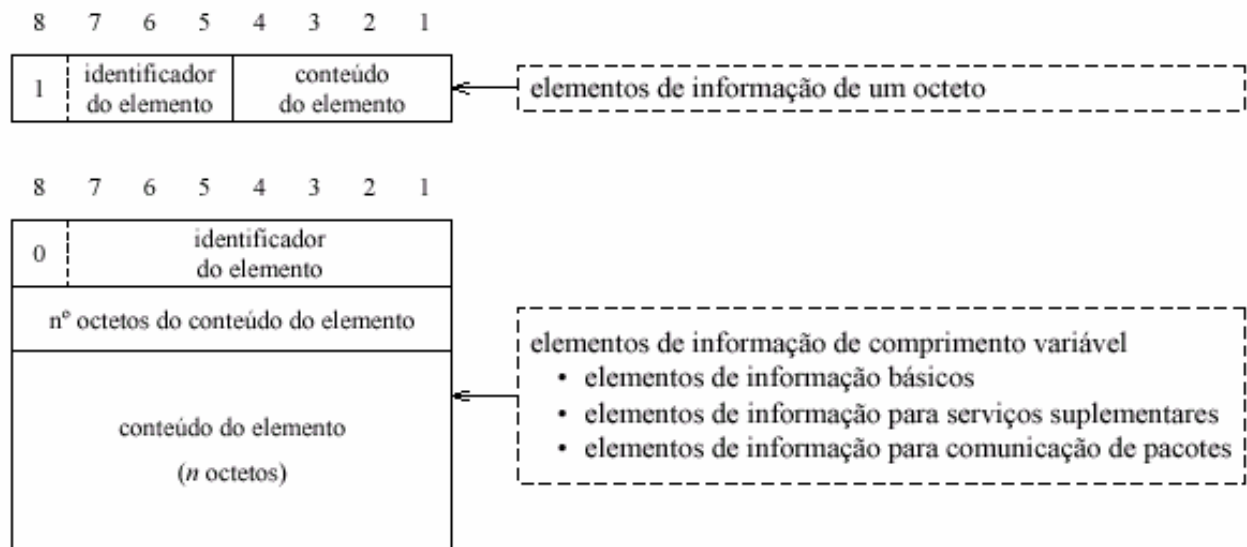 8 7 6 5 4 3 2 1
1
identificador
do elemento
conteúdo
do elemento
elementos de informação de um octeto
8 7 6 5 4 3 2 1
0
identificador
do elemento
nº octetos do conteúdo do elemento
conteúdo do elemento
(n octetos)
elementos de informação de comprimento variável
• elementos de informação básicos
• elementos de informação para serviços suplementares
• elementos de informação para comunicação de pacotes